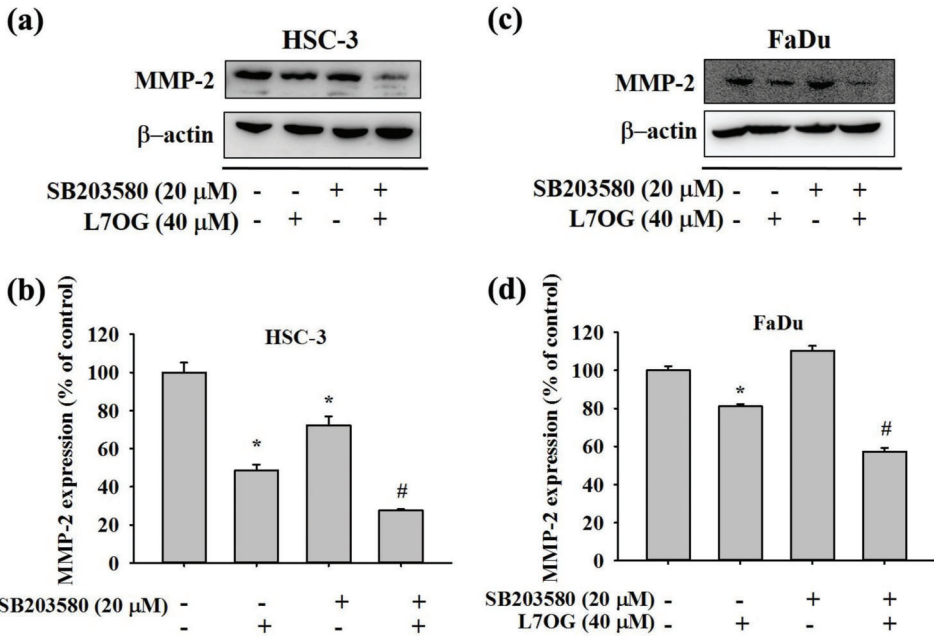 (a)
HSC-3
MMP-2
β–actin
SB203580 (20 μM) - - + +
L7OG (40 μM) - + - +
(c)
FaDu
MMP-2
β–actin
SB203580 (20 μM) - - + +
L7OG (40 μM) - + - +
(b)
MMP-2 expression (% of control)
HSC-3
120
100
80
60
40
20
0
* * #
SB203580 (20 μM) - - + +
- + - +
(d)
MMP-2 expression (% of control)
FaDu
120
100
80
60
40
20
0
* #
SB203580 (20 μM) - - + +
L7OG (40 μM) - + - +